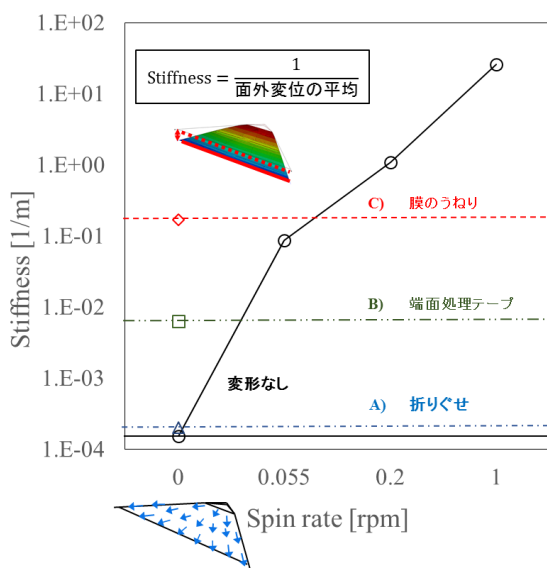 1.E+02
1.E+01
1.E+00
1.E-01
1.E-02
1.E-03
1.E-04
Stiffness [1/m]
Stiffness = 1 / 面外変位の平均
C) 膜のうねり
B) 端面処理テープ
変形なし
A) 折りぐせ
0 0.055 0.2 1
Spin rate [rpm]